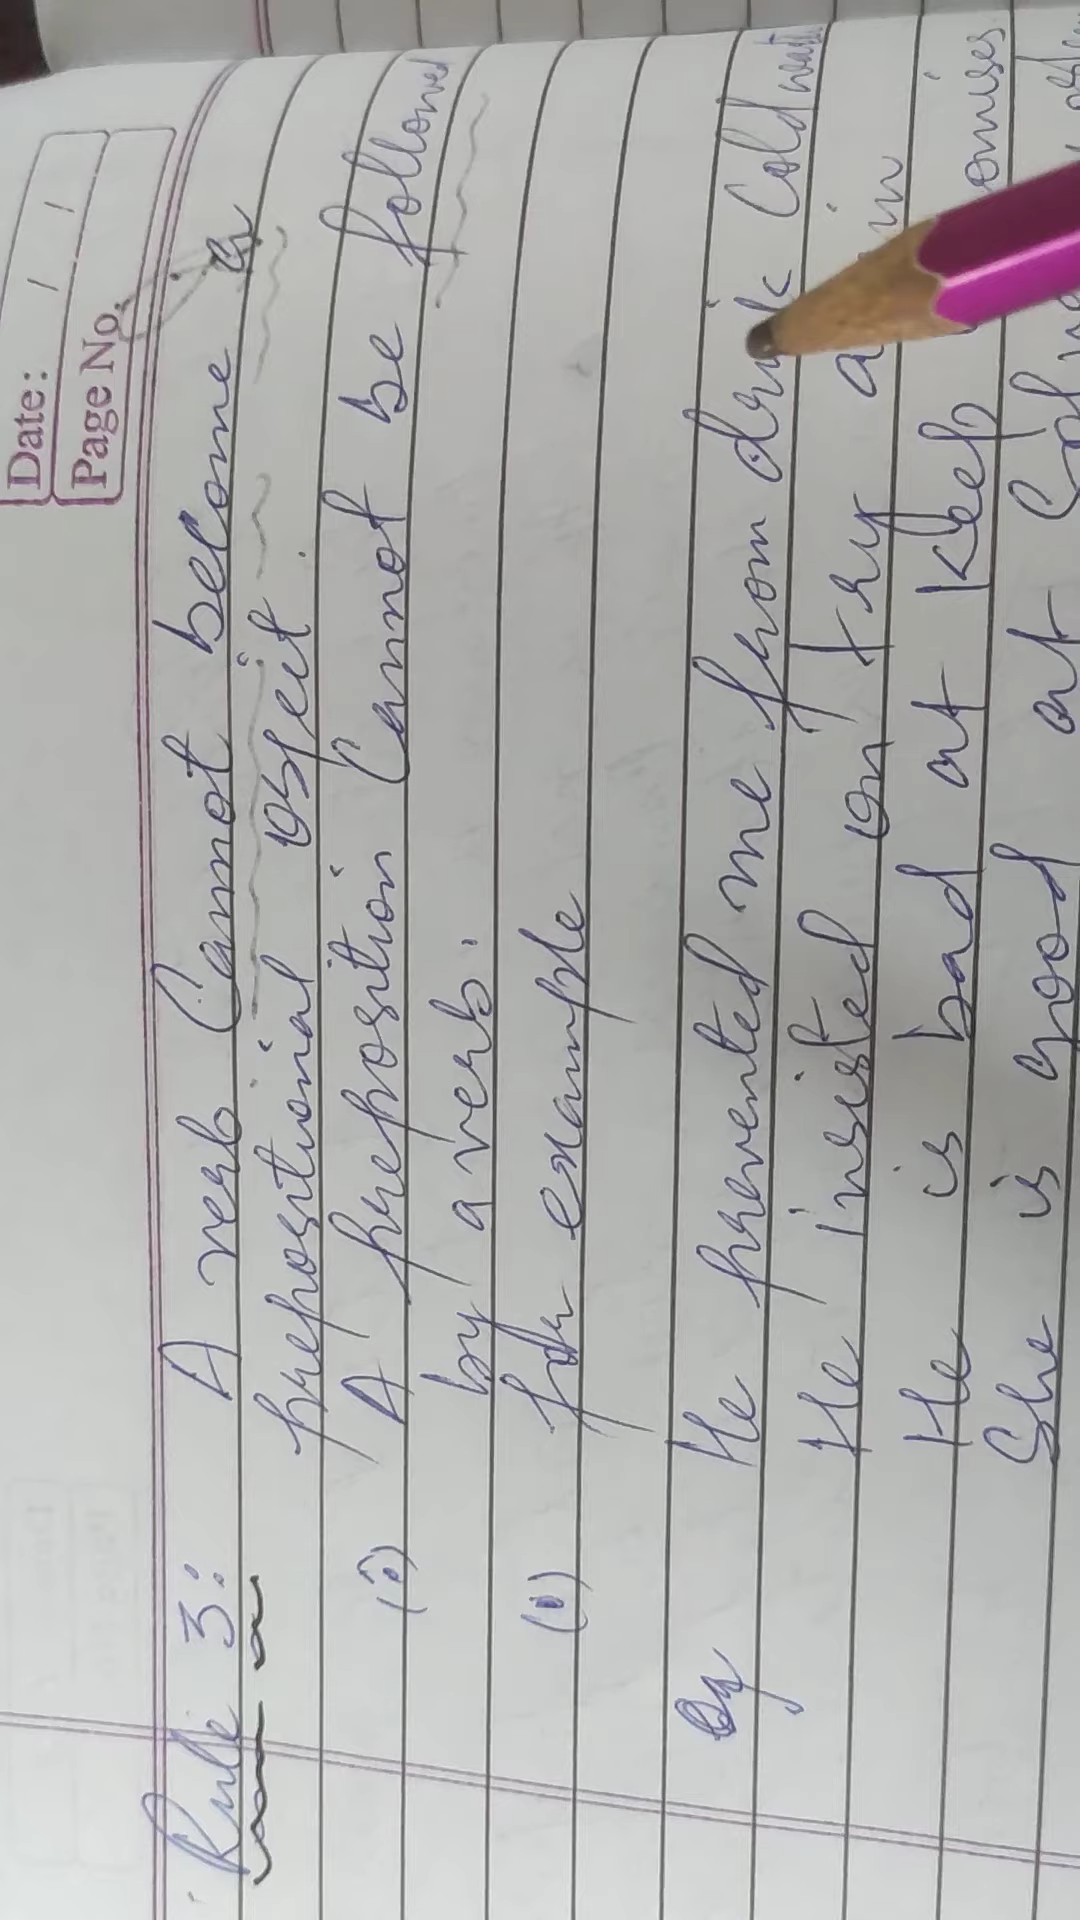 Date: / /
Page No.
Rule 3: A verb Cannot become a
prepositional object.
(i) A preposition Cannot be followed
by a verb.
(i) for example
eg He prevented me from drink Cold
He insisted on try
He is bad at keep
She is good at